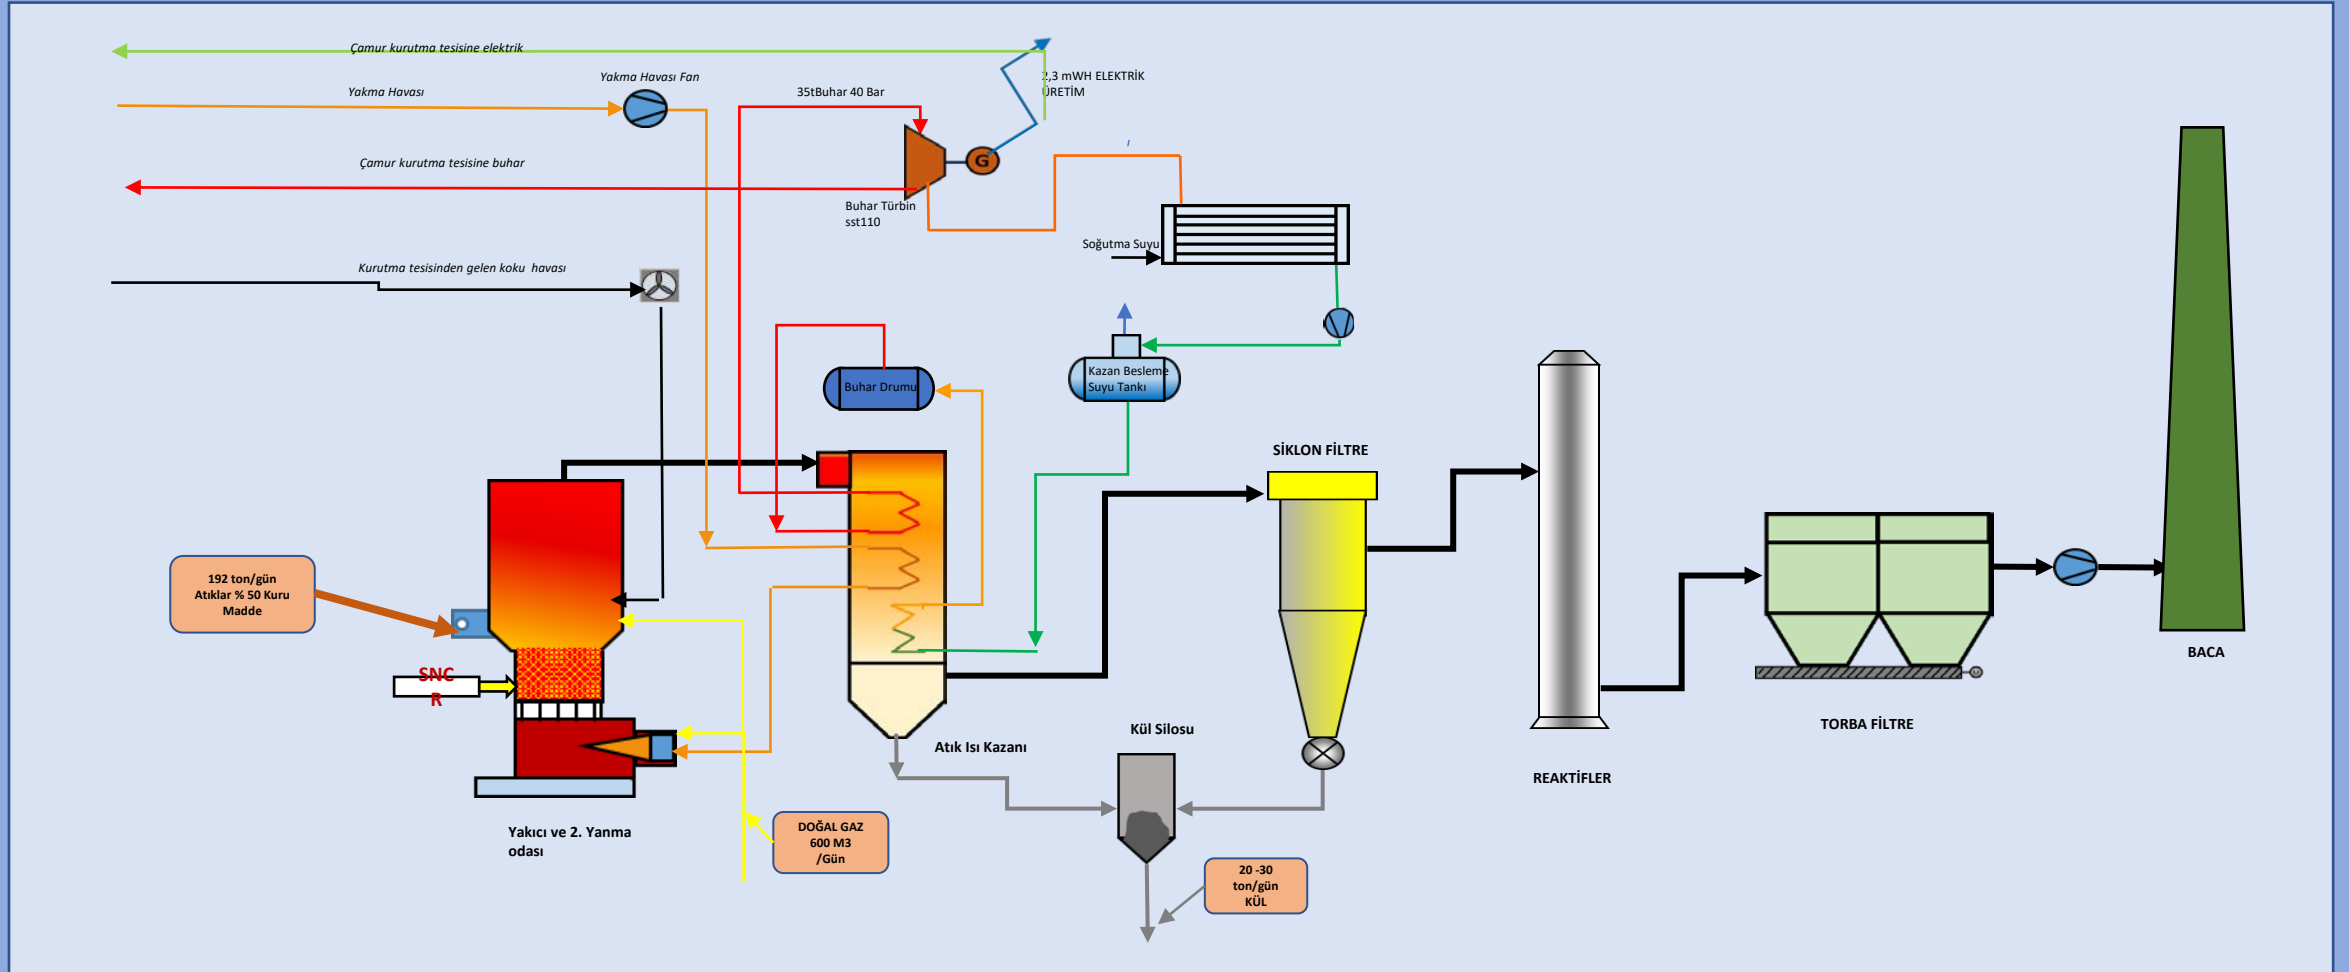 Çamur kurutma tesisine elektrik
Yakma Havası Fan
Yakma Havası
35tBuhar 40 Bar
2,3 mWH ELEKTRİK
ÜRETİM
G
Çamur kurutma tesisine buhar
Buhar Türbin
sst110
Soğutma Suyu
Kurutma tesisinden gelen koku havası
Buhar Drumu
Kazan Besleme
Suyu Tankı
SİKLON FİLTRE
192 ton/gün
Atıklar % 50 Kuru
Madde
SNC
R
BACA
TORBA FİLTRE
Kül Silosu
Atık Isı Kazanı
REAKTİFLER
Yakıcı ve 2. Yanma
odası
DOĞAL GAZ
600 M3
/Gün
20 -30
ton/gün
KÜL